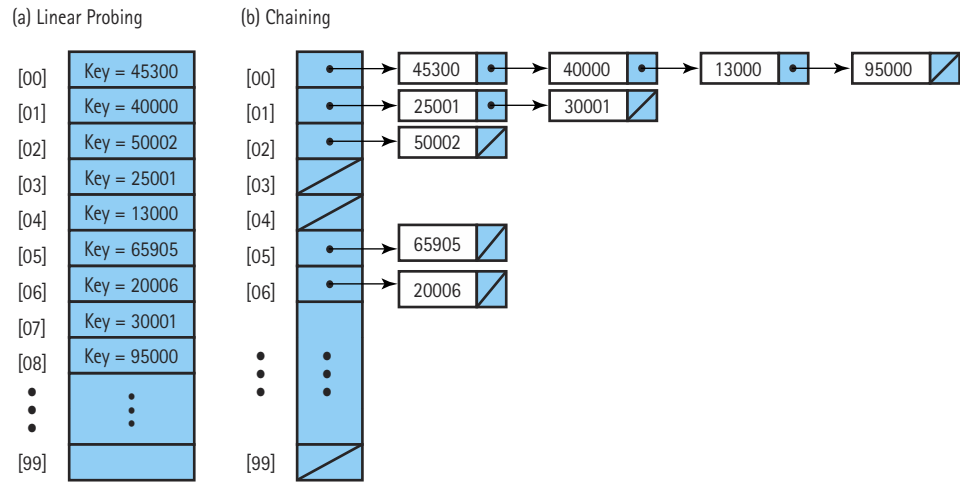 (a) Linear Probing
[00] Key = 45300
[01] Key = 40000
[02] Key = 50002
[03] Key = 25001
[04] Key = 13000
[05] Key = 65905
[06] Key = 20006
[07] Key = 30001
[08] Key = 95000
[99]
(b) Chaining
[00] 45300 40000 13000 95000
[01] 25001 30001
[02] 50002
[03]
[04]
[05] 65905
[06] 20006
[99]